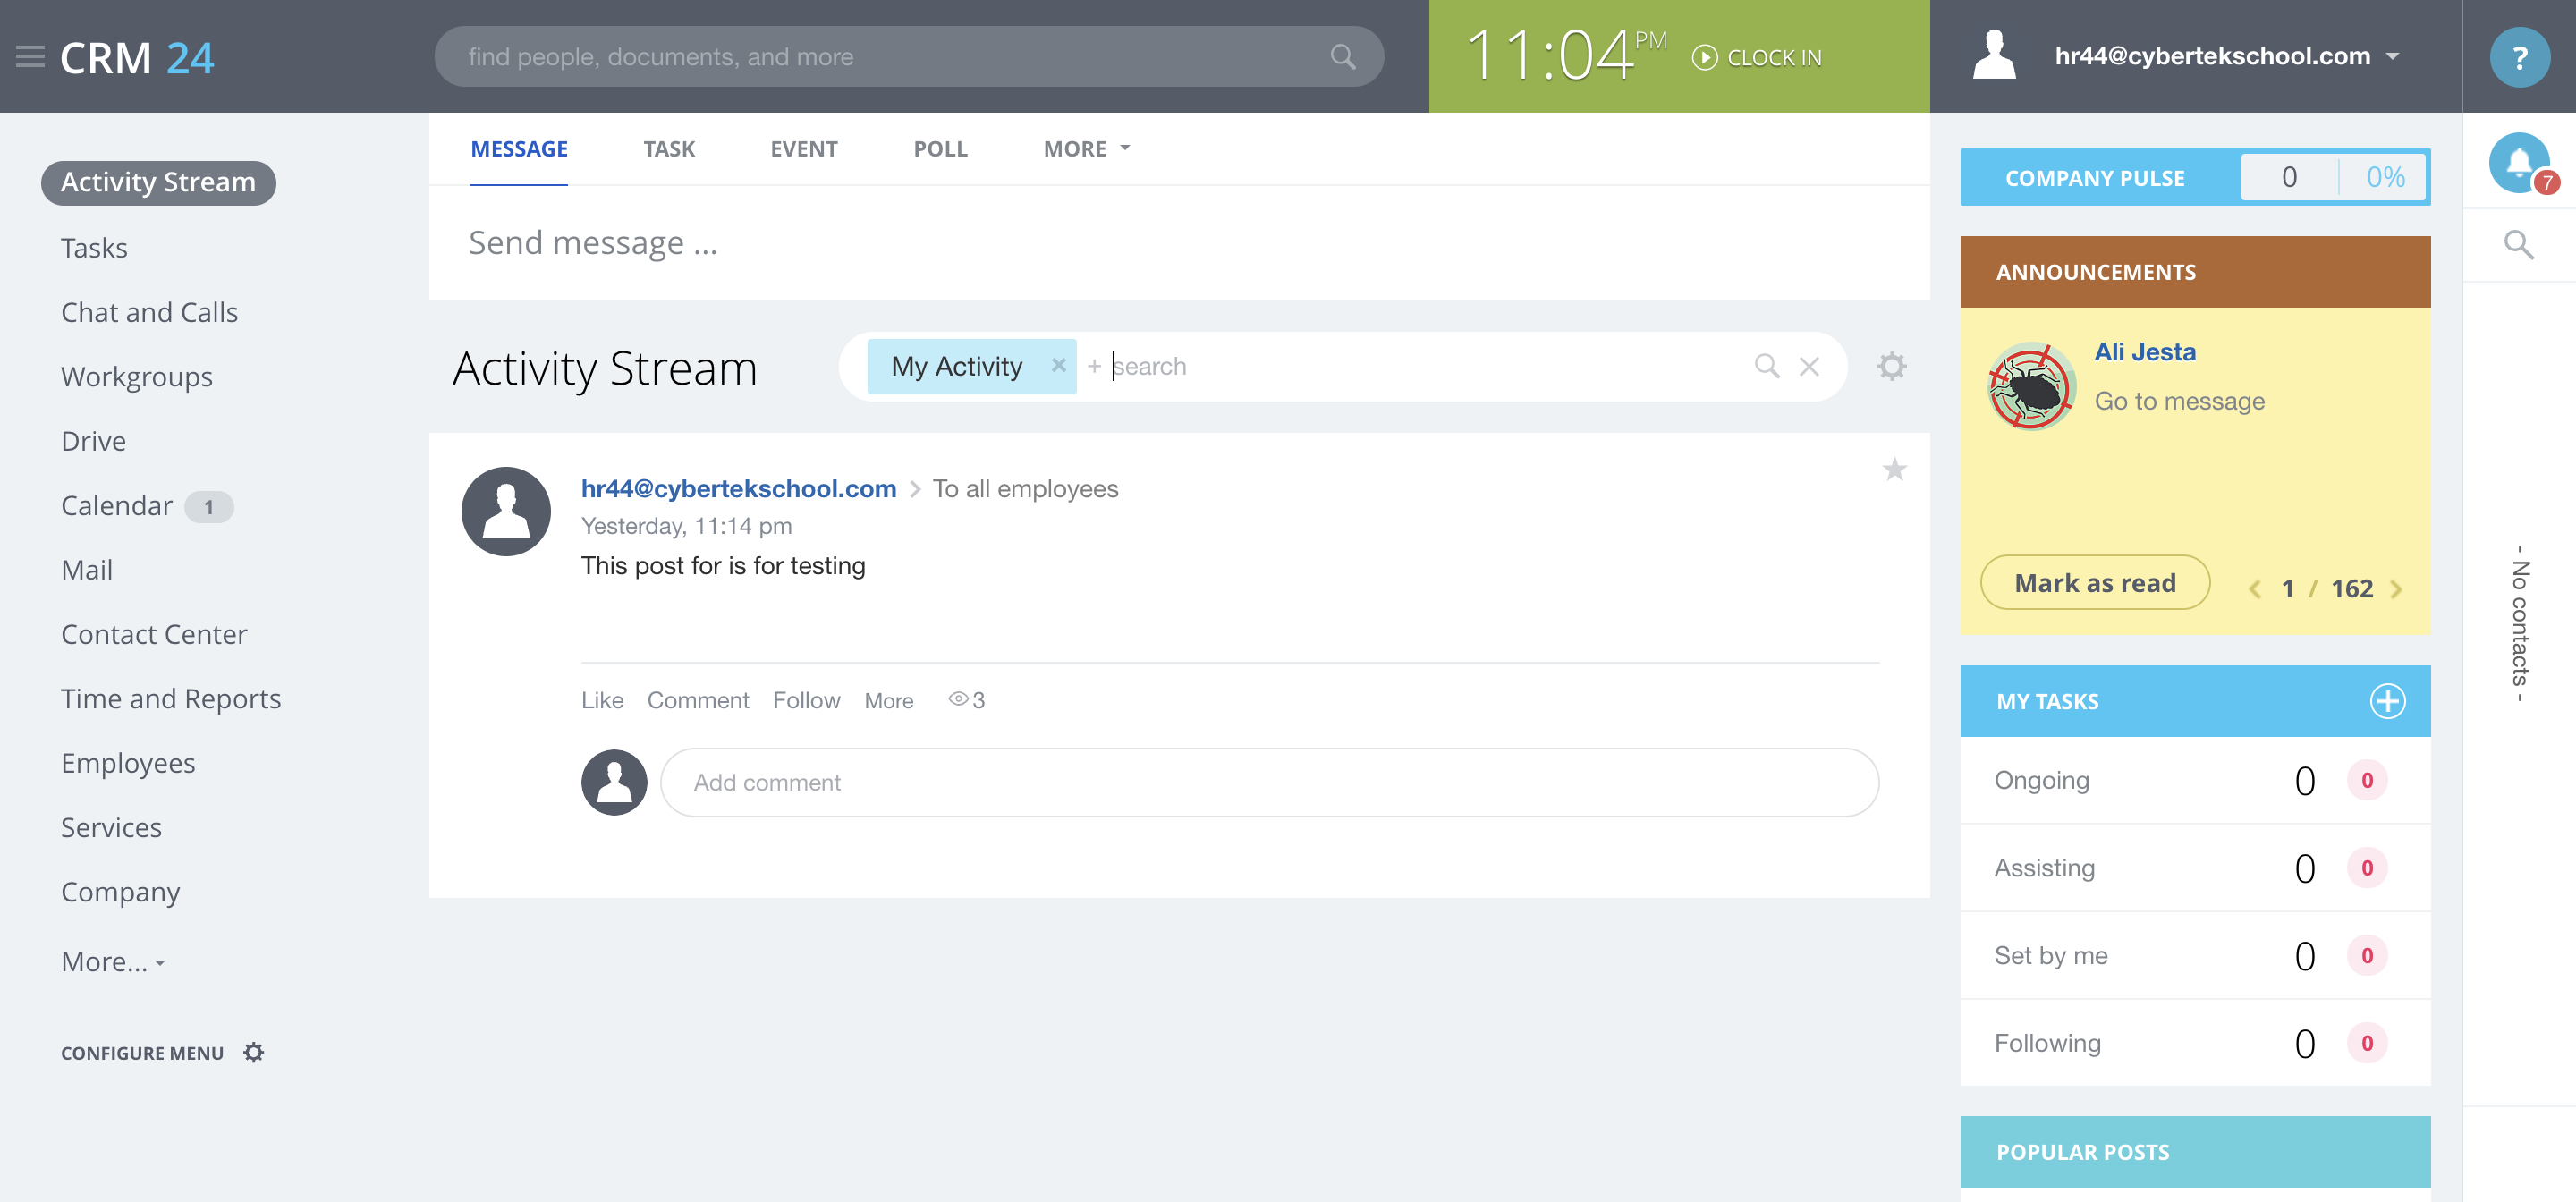 CRM 24
find people, documents, and more
11:04 PM
CLOCK IN
hr44@cybertekschool.com
?
Activity Stream
Tasks
Chat and Calls
Workgroups
Drive
Calendar 1
Mail
Contact Center
Time and Reports
Employees
Services
Company
More...
CONFIGURE MENU
MESSAGE TASK EVENT POLL MORE
Send message ...
Activity Stream
My Activity × + search
hr44@cybertekschool.com > To all employees
Yesterday, 11:14 pm
This post for is for testing
Like Comment Follow More 3
Add comment
COMPANY PULSE 0 0%
ANNOUNCEMENTS
Ali Jesta
Go to message
Mark as read
1 / 162
MY TASKS
Ongoing 0 0
Assisting 0 0
Set by me 0 0
Following 0 0
POPULAR POSTS
7
- No contacts -